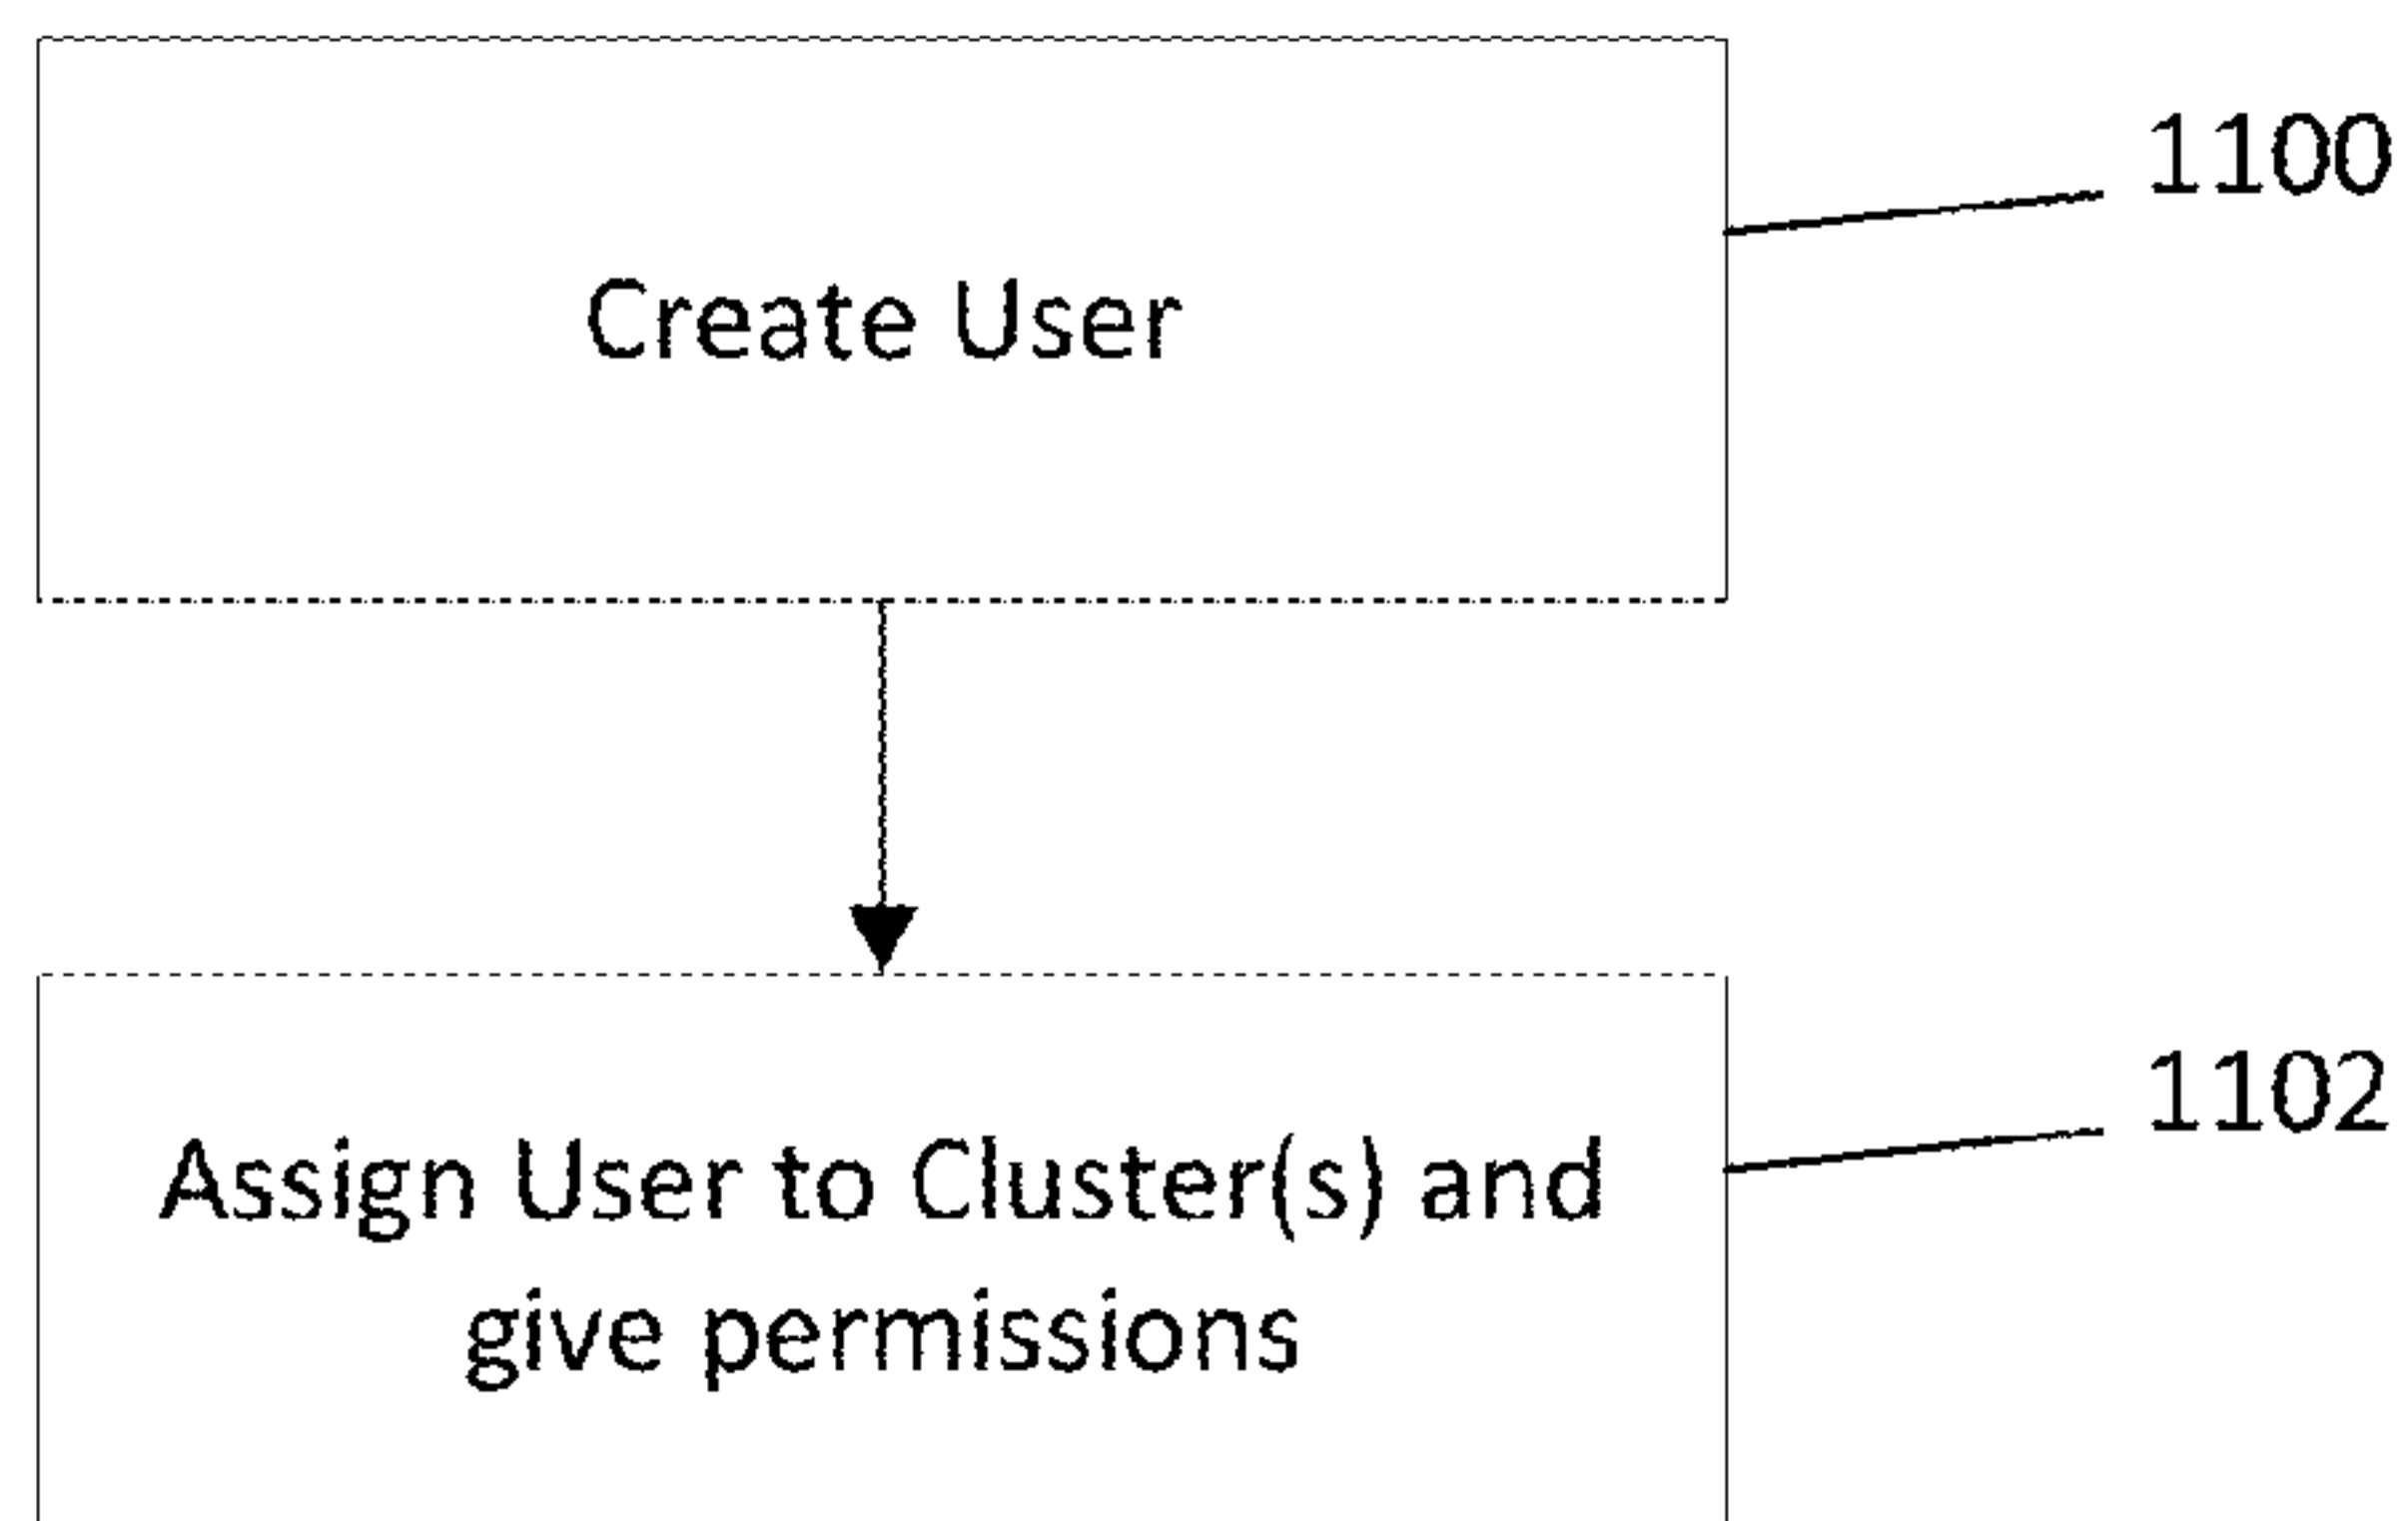 1100
Create User
1102
Assign User to Cluster(s) and
give permissions